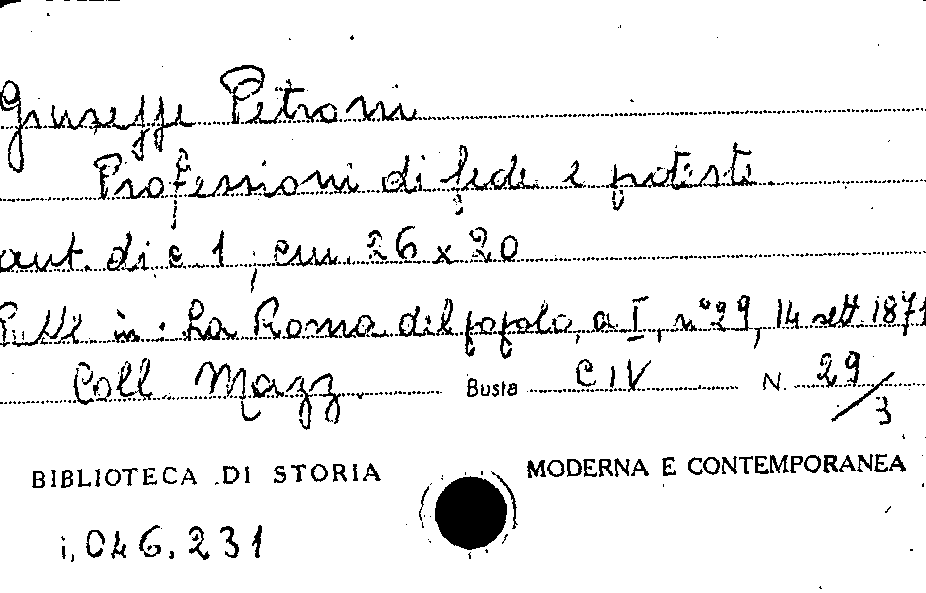 Giuseppe Petroni
Professioni di fede e proteste.
aut. di c. 1, cm. 26 x 20
Pubbl. in: La Roma del popolo, a I, n° 29, 14 sett. 1871
Coll. Mazz. Busta CIV N. 29/3
BIBLIOTECA DI STORIA MODERNA E CONTEMPORANEA
i, 046.231